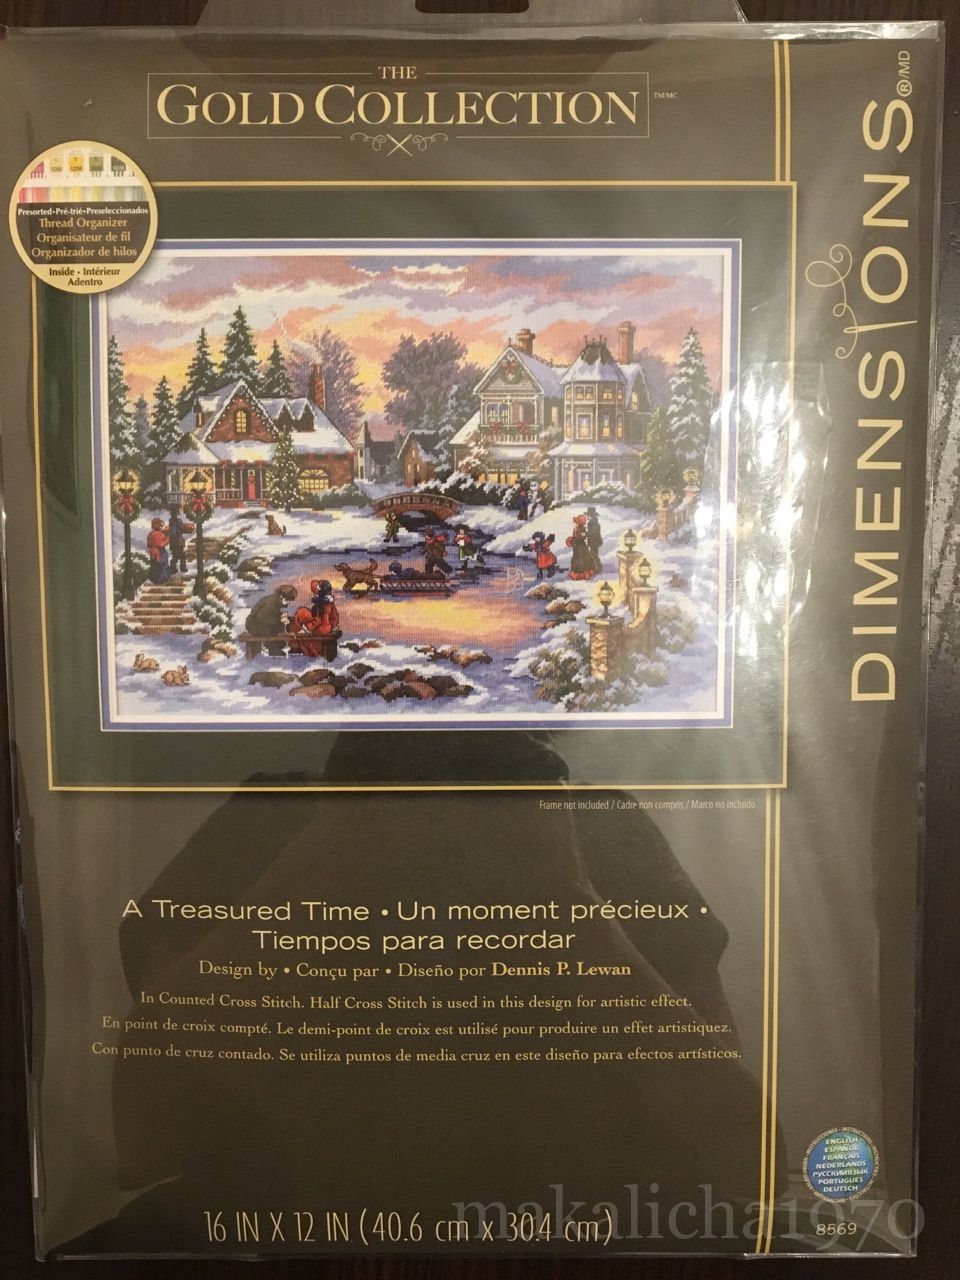 THE
GOLD COLLECTION ™/MC
DIMENSIONS®/MD
Presorted•Pré-trié•Preseleccionados
Thread Organizer
Organisateur de fil
Organizador de hilos
Inside • Intérieur
Adentro
Frame not included / Cadre non compris / Marco no incluido
A Treasured Time • Un moment précieux •
Tiempos para recordar
Design by • Conçu par • Diseño por Dennis P. Lewan
In Counted Cross Stitch. Half Cross Stitch is used in this design for artistic effect.
En point de croix compté. Le demi-point de croix est utilisé pour produire un effet artistiquez.
Con punto de cruz contado. Se utiliza puntos de media cruz en este diseño para efectos artísticos.
ENGLISH
ESPAÑOL
FRANÇAIS
NEDERLANDS
РУССКИЙ ЯЗЫК
PORTUGUES
DEUTSCH
16 IN X 12 IN (40.6 cm x 30.4 cm)
8569
makalicha1970